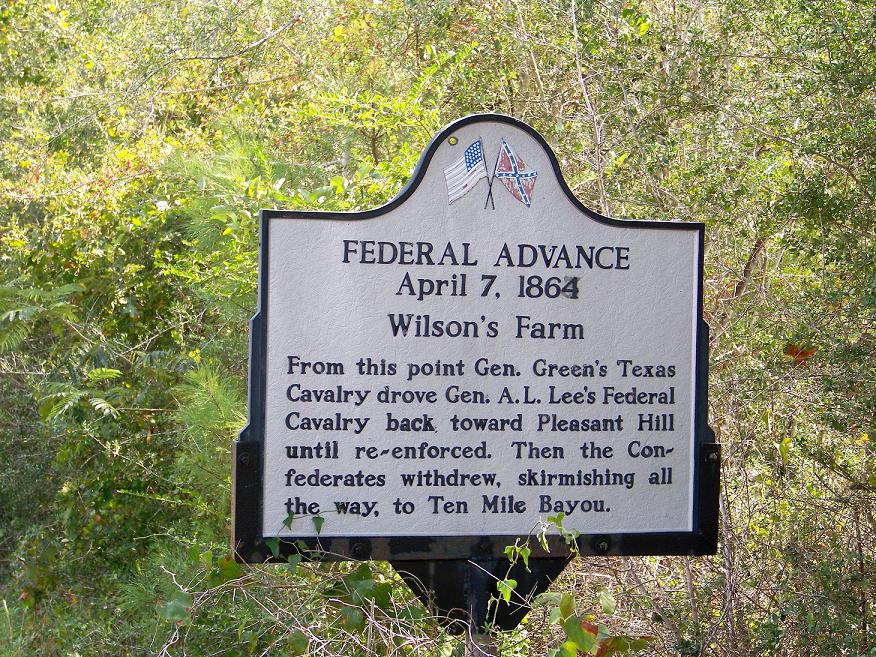 FEDERAL ADVANCE
April 7, 1864
Wilson's Farm
From this point Gen. Green's Texas
Cavalry drove Gen. A.L. Lee's Federal
Cavalry back toward Pleasant Hill
until re-enforced. Then the Con-
federates withdrew, skirmishing all
the way, to Ten Mile Bayou.